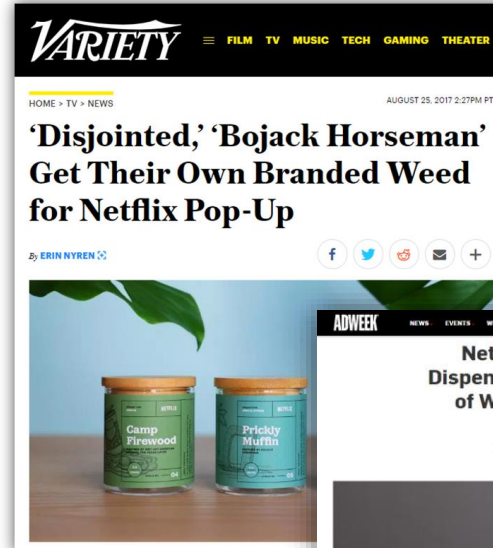 VARIETY
FILM TV MUSIC TECH GAMING THEATER
HOME > TV > NEWS
AUGUST 25, 2017 2:27PM PT
‘Disjointed,’ ‘Bojack Horseman’
Get Their Own Branded Weed
for Netflix Pop-Up
By ERIN NYREN
NETFLIX
Camp
Firewood
04
NETFLIX
Prickly
Muffin
ADWEEK
NEWS EVENTS
Net
Dispen
of W